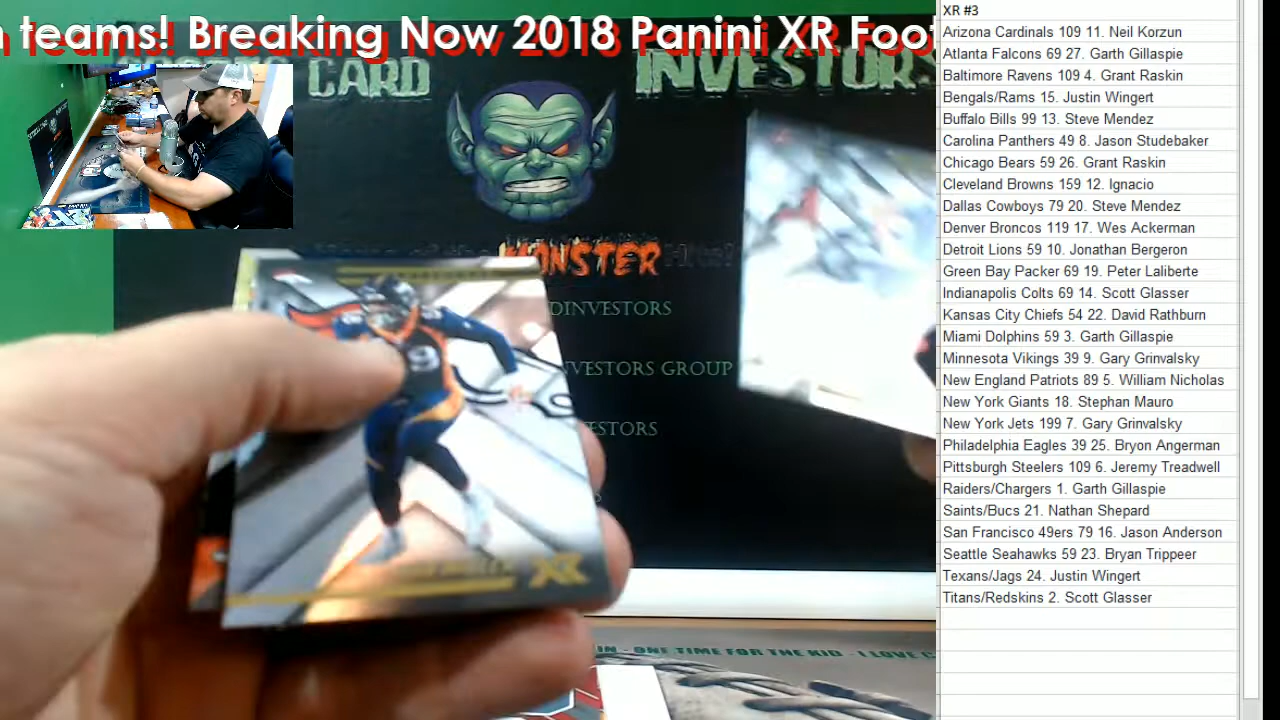 teams! Breaking Now 2018 Panini XR Foo
CARD INVESTORS
MONSTER
DINVESTORS
VESTORS GROUP
ESTORS
9
XR
IN - ONE TIME FOR THE KID - I LOVE C
XR #3
Arizona Cardinals 109 11. Neil Korzun
Atlanta Falcons 69 27. Garth Gillaspie
Baltimore Ravens 109 4. Grant Raskin
Bengals/Rams 15. Justin Wingert
Buffalo Bills 99 13. Steve Mendez
Carolina Panthers 49 8. Jason Studebaker
Chicago Bears 59 26. Grant Raskin
Cleveland Browns 159 12. Ignacio
Dallas Cowboys 79 20. Steve Mendez
Denver Broncos 119 17. Wes Ackerman
Detroit Lions 59 10. Jonathan Bergeron
Green Bay Packer 69 19. Peter Laliberte
Indianapolis Colts 69 14. Scott Glasser
Kansas City Chiefs 54 22. David Rathburn
Miami Dolphins 59 3. Garth Gillaspie
Minnesota Vikings 39 9. Gary Grinvalsky
New England Patriots 89 5. William Nicholas
New York Giants 18. Stephan Mauro
New York Jets 199 7. Gary Grinvalsky
Philadelphia Eagles 39 25. Bryon Angerman
Pittsburgh Steelers 109 6. Jeremy Treadwell
Raiders/Chargers 1. Garth Gillaspie
Saints/Bucs 21. Nathan Shepard
San Francisco 49ers 79 16. Jason Anderson
Seattle Seahawks 59 23. Bryan Trippeer
Texans/Jags 24. Justin Wingert
Titans/Redskins 2. Scott Glasser